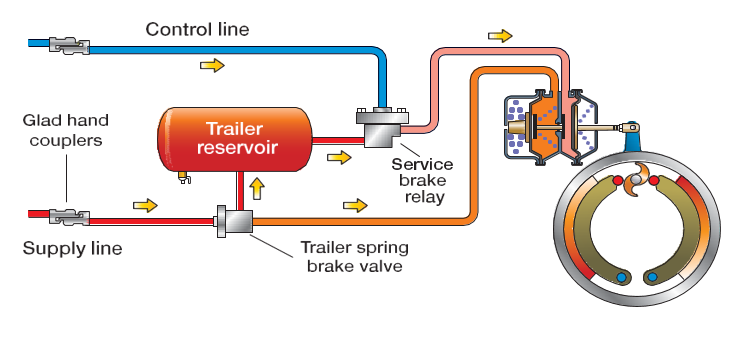 Control line
Glad hand
couplers
Trailer
reservoir
Service
brake
relay
Supply line
Trailer spring
brake valve